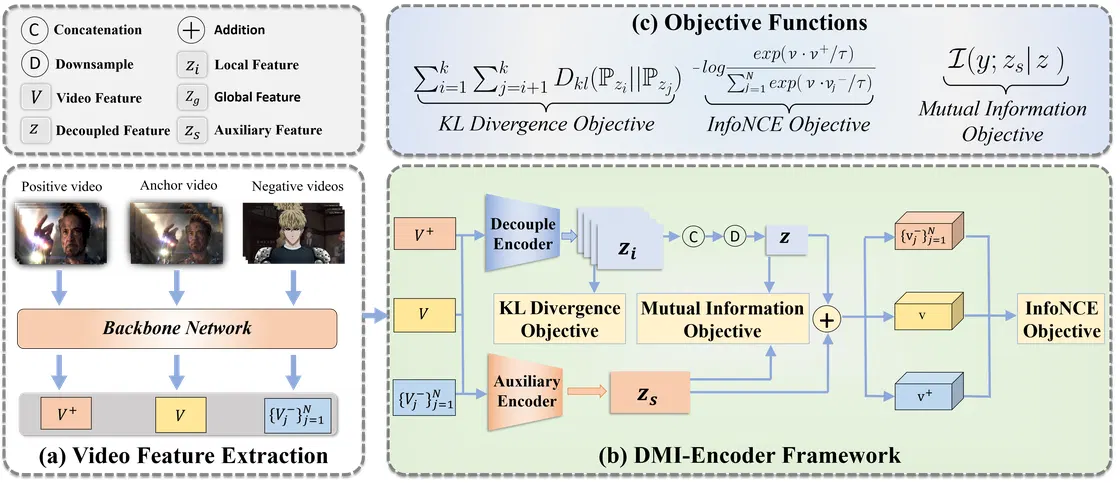 C Concatenation
+ Addition
D Downsample
z_i Local Feature
V Video Feature
z_g Global Feature
z Decoupled Feature
z_s Auxiliary Feature
(c) Objective Functions
∑_{i=1}^{k} ∑_{j=i+1}^{k} D_{kl}(ℙ_{z_i}||ℙ_{z_j})
KL Divergence Objective
-log exp(v · v^+/τ) / ∑_{j=1}^{N} exp(v · v_j^-/τ)
InfoNCE Objective
I(y; z_s| z)
Mutual Information
Objective
Positive video
Anchor video
Negative videos
Backbone Network
V^+
V
{V_j^-}_{j=1}^N
(a) Video Feature Extraction
V^+
V
{V_j^-}_{j=1}^N
Decouple
Encoder
z_i
C
D
z
KL Divergence
Objective
Mutual Information
Objective
+
Auxiliary
Encoder
z_s
{v_j^-}_{j=1}^N
v
v^+
InfoNCE
Objective
(b) DMI-Encoder Framework